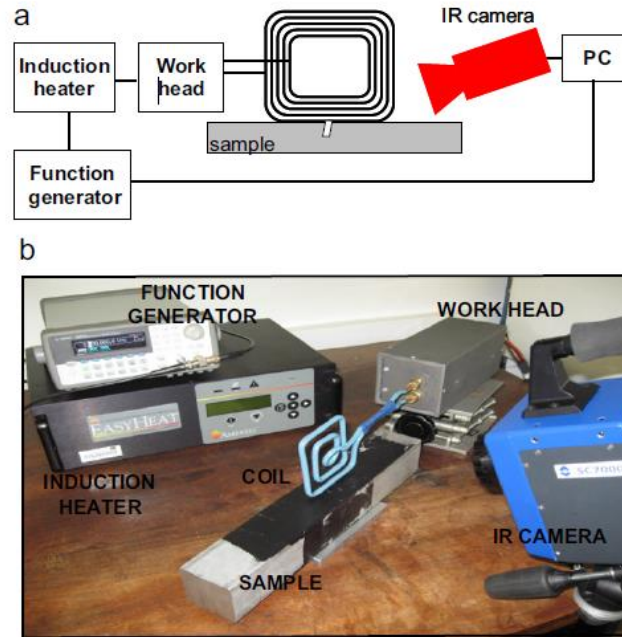 a
IR camera
Induction
heater
Work
head
PC
sample
Function
generator
b
FUNCTION
GENERATOR
WORK HEAD
EASYHEAT
COIL
INDUCTION
HEATER
SC7000
IR CAMERA
SAMPLE